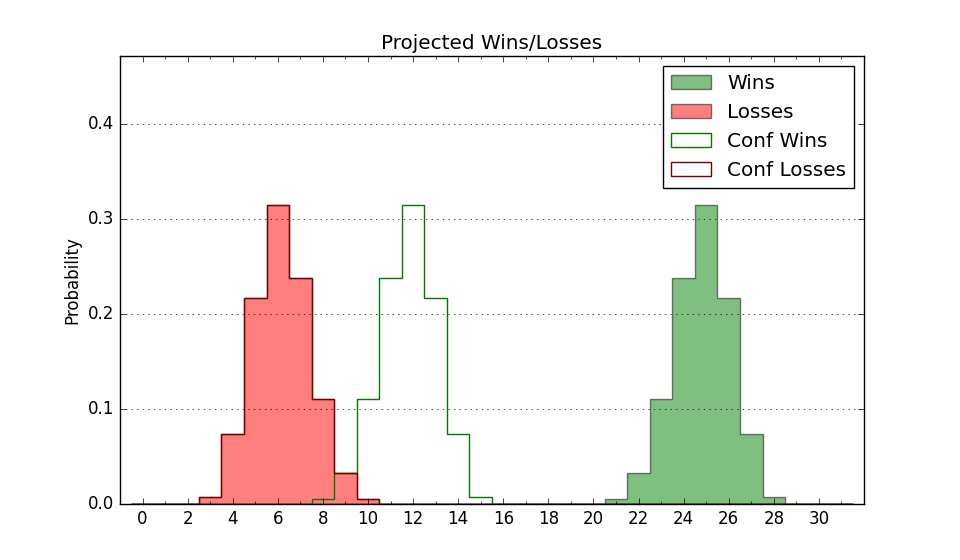 Projected Wins/Losses
Wins
Losses
Conf Wins
Conf Losses
Probability
0.4
0.3
0.2
0.1
0.0
0 2 4 6 8 10 12 14 16 18 20 22 24 26 28 30